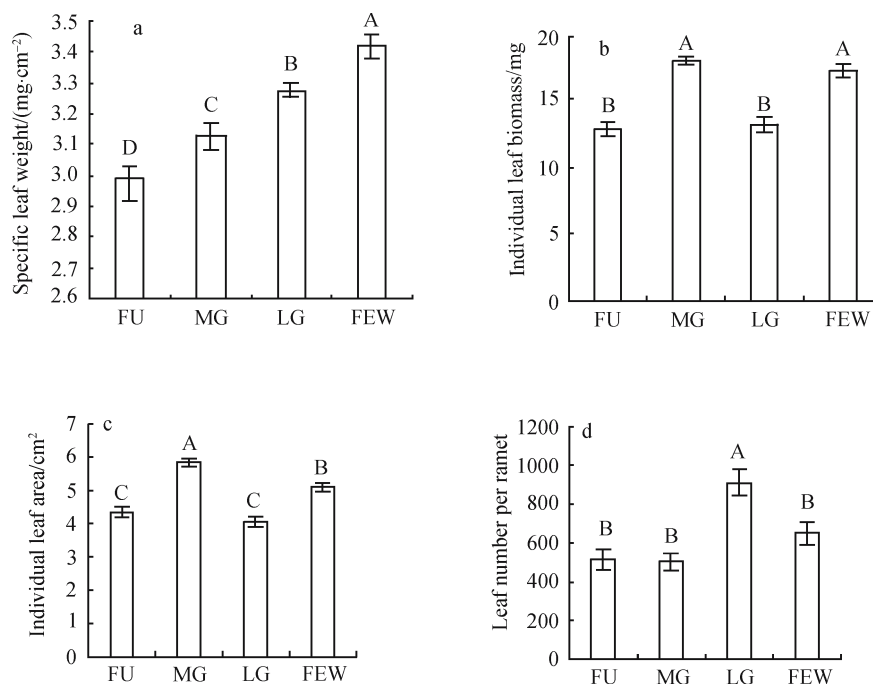 a
Specific leaf weight/(mg·cm⁻²)
3.5
3.4
3.3
3.2
3.1
3.0
2.9
2.8
2.7
2.6
D
C
B
A
FU MG LG FEW
b
Individual leaf biomass/mg
20
15
10
5
0
B
A
B
A
FU MG LG FEW
c
Individual leaf area/cm²
7
6
5
4
3
2
1
0
C
A
C
B
FU MG LG FEW
d
Leaf number per ramet
1200
1000
800
600
400
200
0
B
B
A
B
FU MG LG FEW